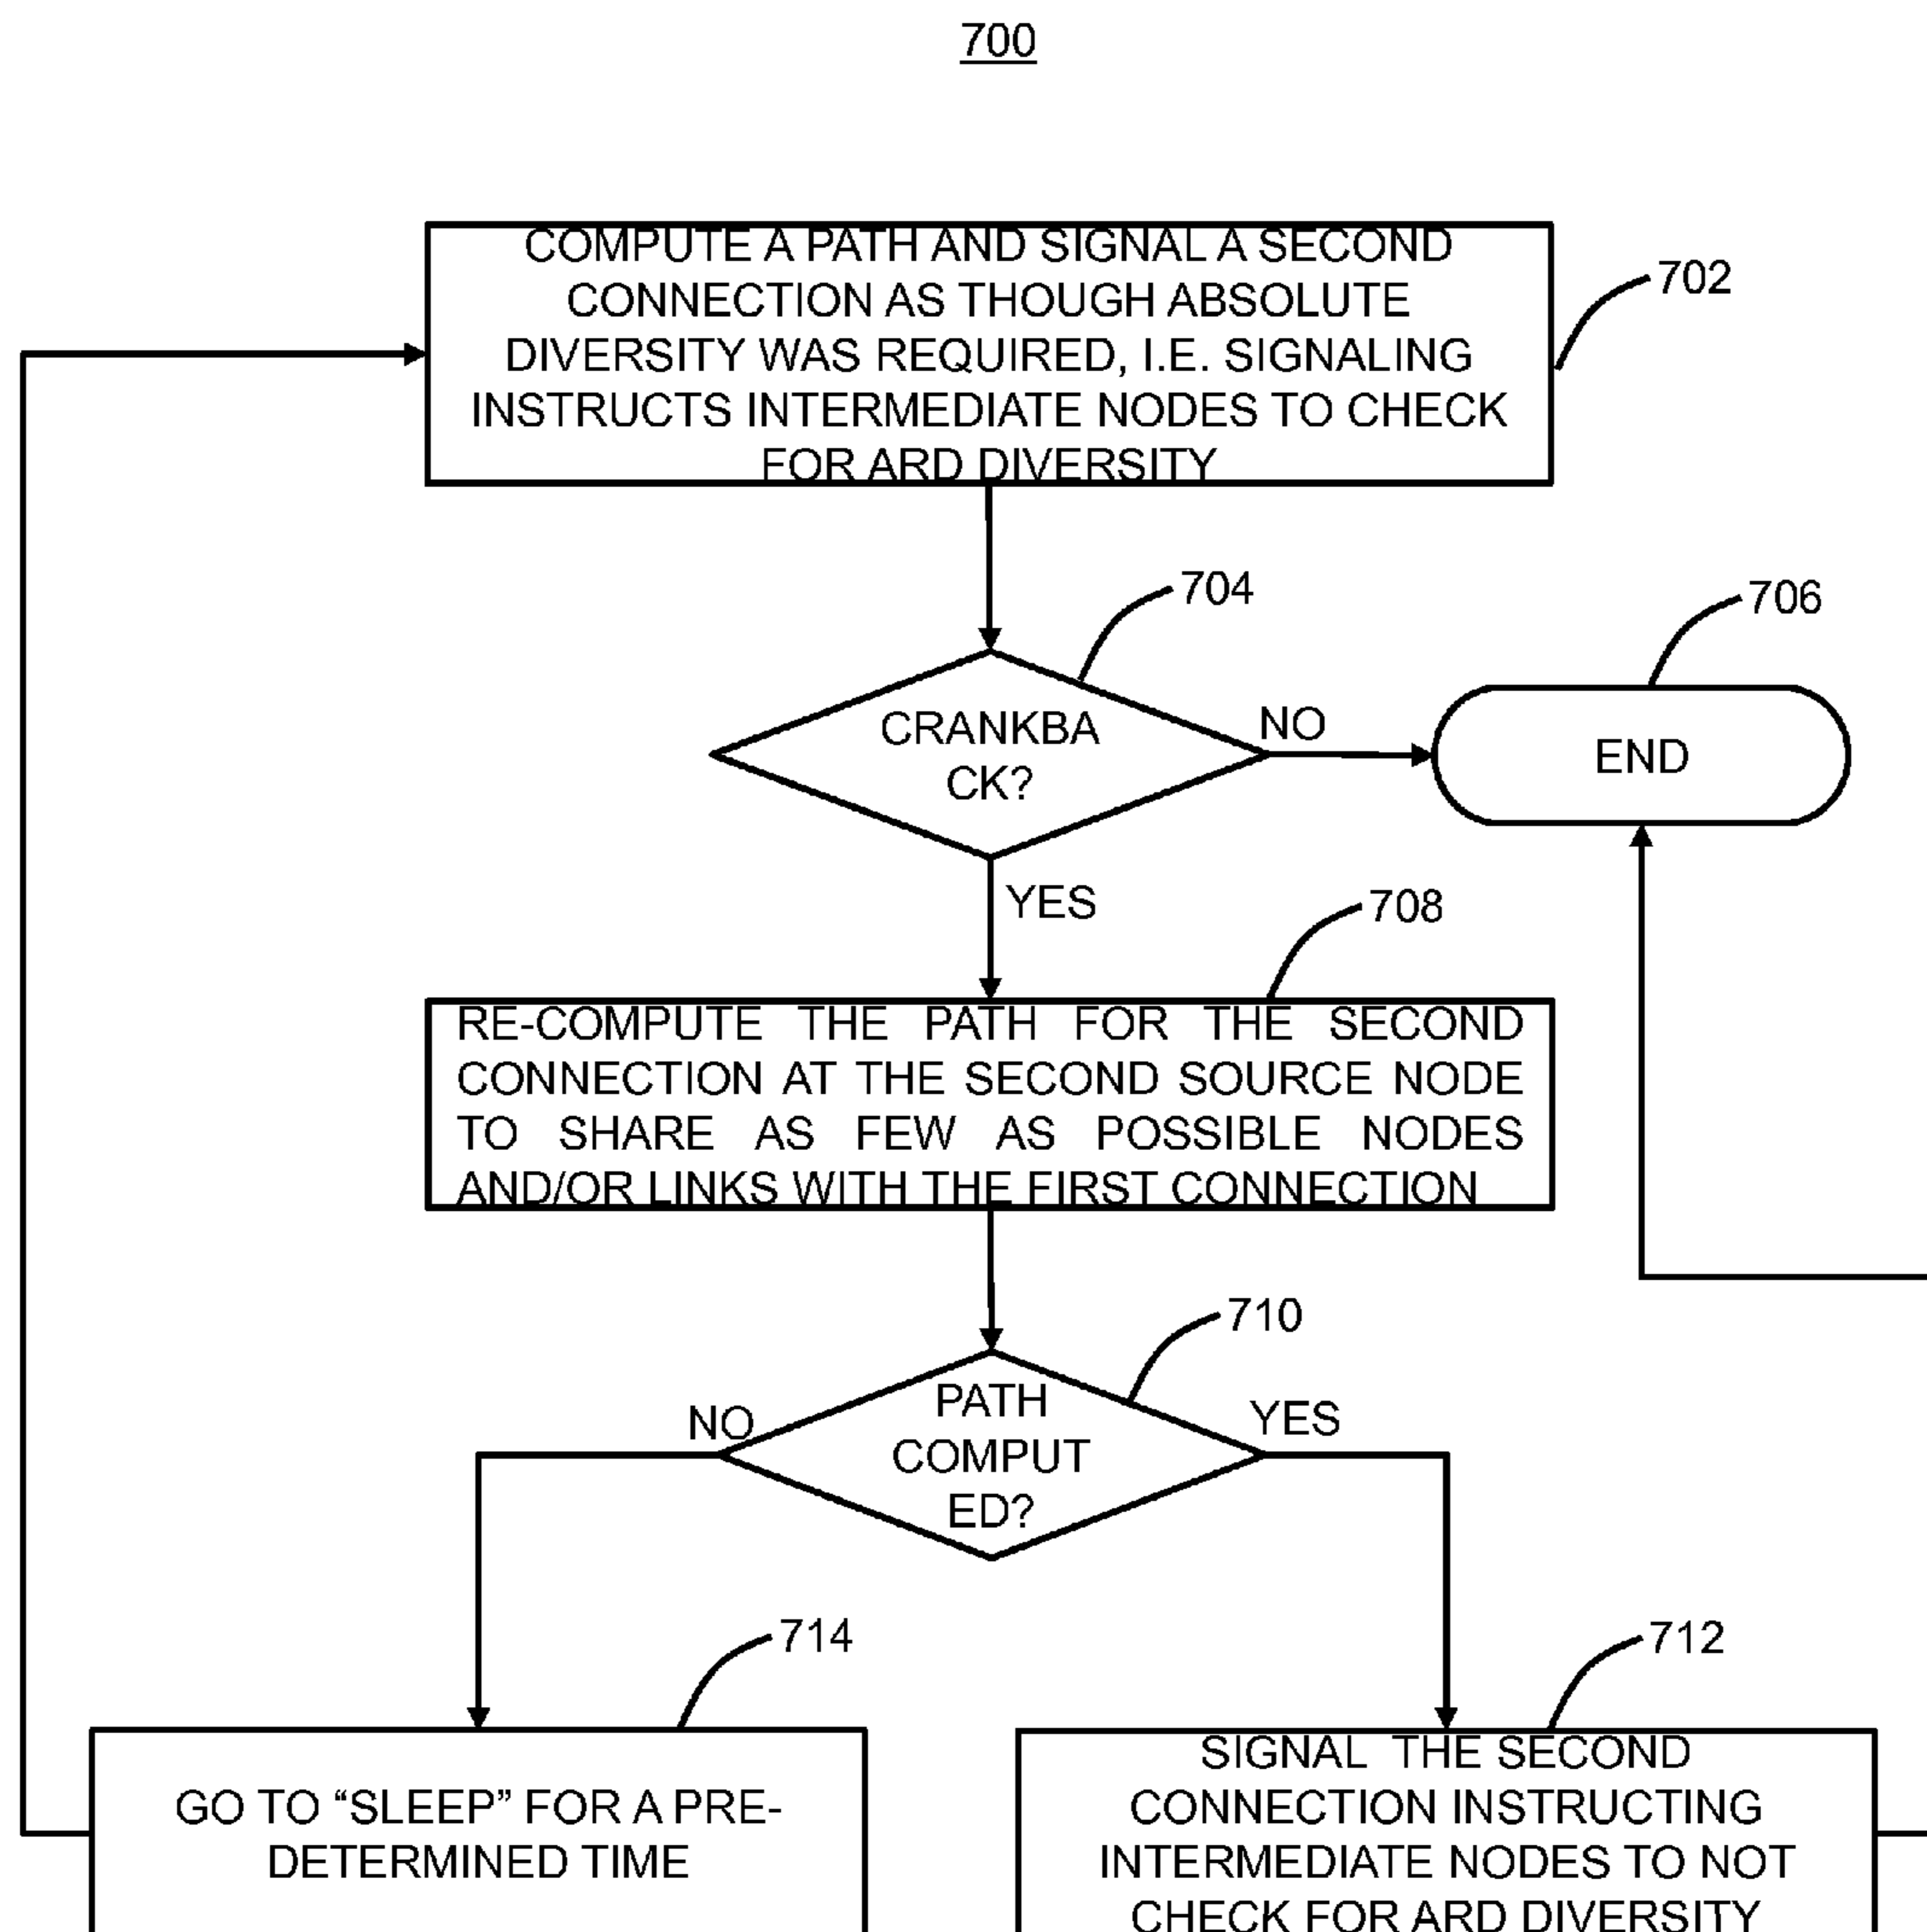 700
COMPUTE A PATH AND SIGNAL A SECOND
CONNECTION AS THOUGH ABSOLUTE
DIVERSITY WAS REQUIRED, I.E. SIGNALING
INSTRUCTS INTERMEDIATE NODES TO CHECK
FOR ARD DIVERSITY
702
704
706
CRANKBA
CK?
NO
END
YES
708
RE-COMPUTE THE PATH FOR THE SECOND
CONNECTION AT THE SECOND SOURCE NODE
TO SHARE AS FEW AS POSSIBLE NODES
AND/OR LINKS WITH THE FIRST CONNECTION
710
NO
PATH
COMPUT
ED?
YES
714
712
GO TO “SLEEP” FOR A PRE-
DETERMINED TIME
SIGNAL THE SECOND
CONNECTION INSTRUCTING
INTERMEDIATE NODES TO NOT
CHECK FOR ARD DIVERSITY